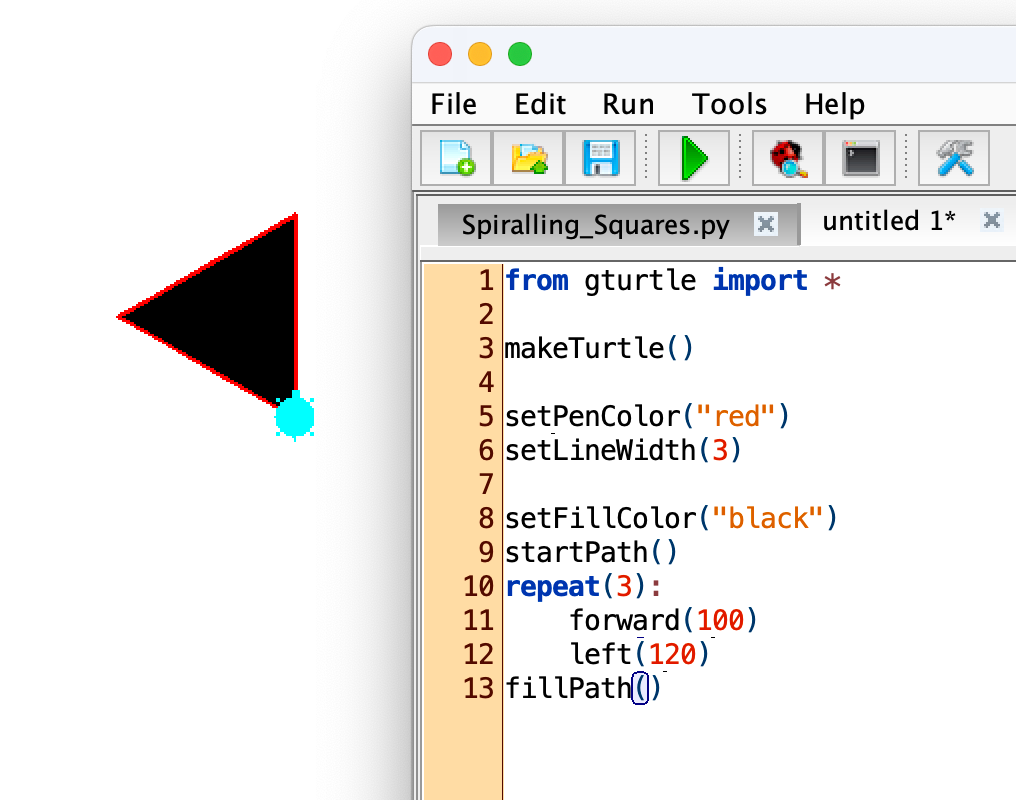 File Edit Run Tools Help
Spiralling_Squares.py untitled 1*
1 from gturtle import *
2
3 makeTurtle()
4
5 setPenColor("red")
6 setLineWidth(3)
7
8 setFillColor("black")
9 startPath()
10 repeat(3):
11     forward(100)
12     left(120)
13 fillPath()